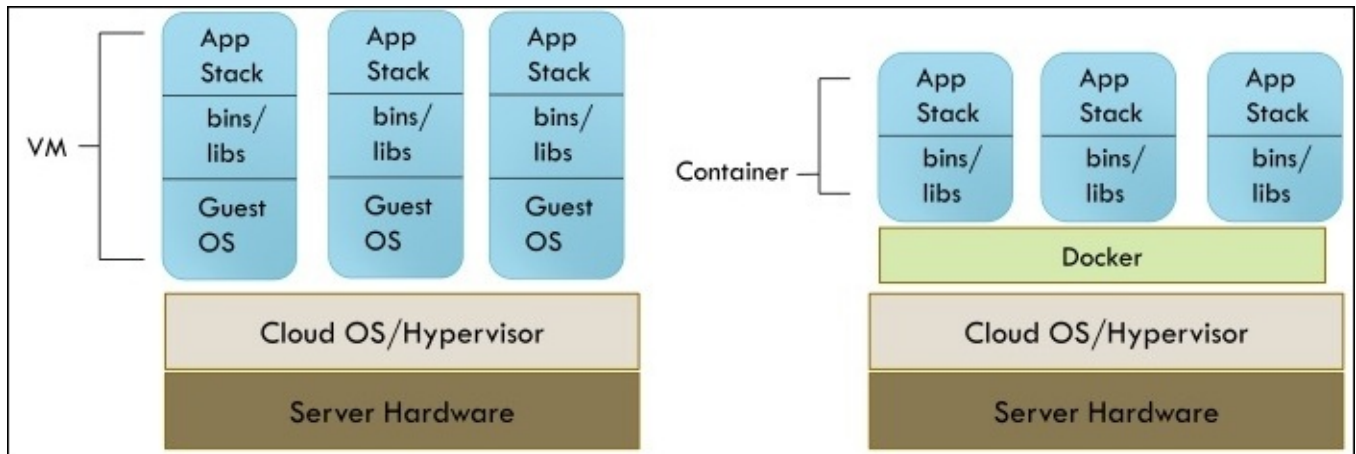 VM
App
Stack
bins/
libs
Guest
OS
App
Stack
bins/
libs
Guest
OS
App
Stack
bins/
libs
Guest
OS
Cloud OS/Hypervisor
Server Hardware
Container
App
Stack
bins/
libs
App
Stack
bins/
libs
App
Stack
bins/
libs
Docker
Cloud OS/Hypervisor
Server Hardware